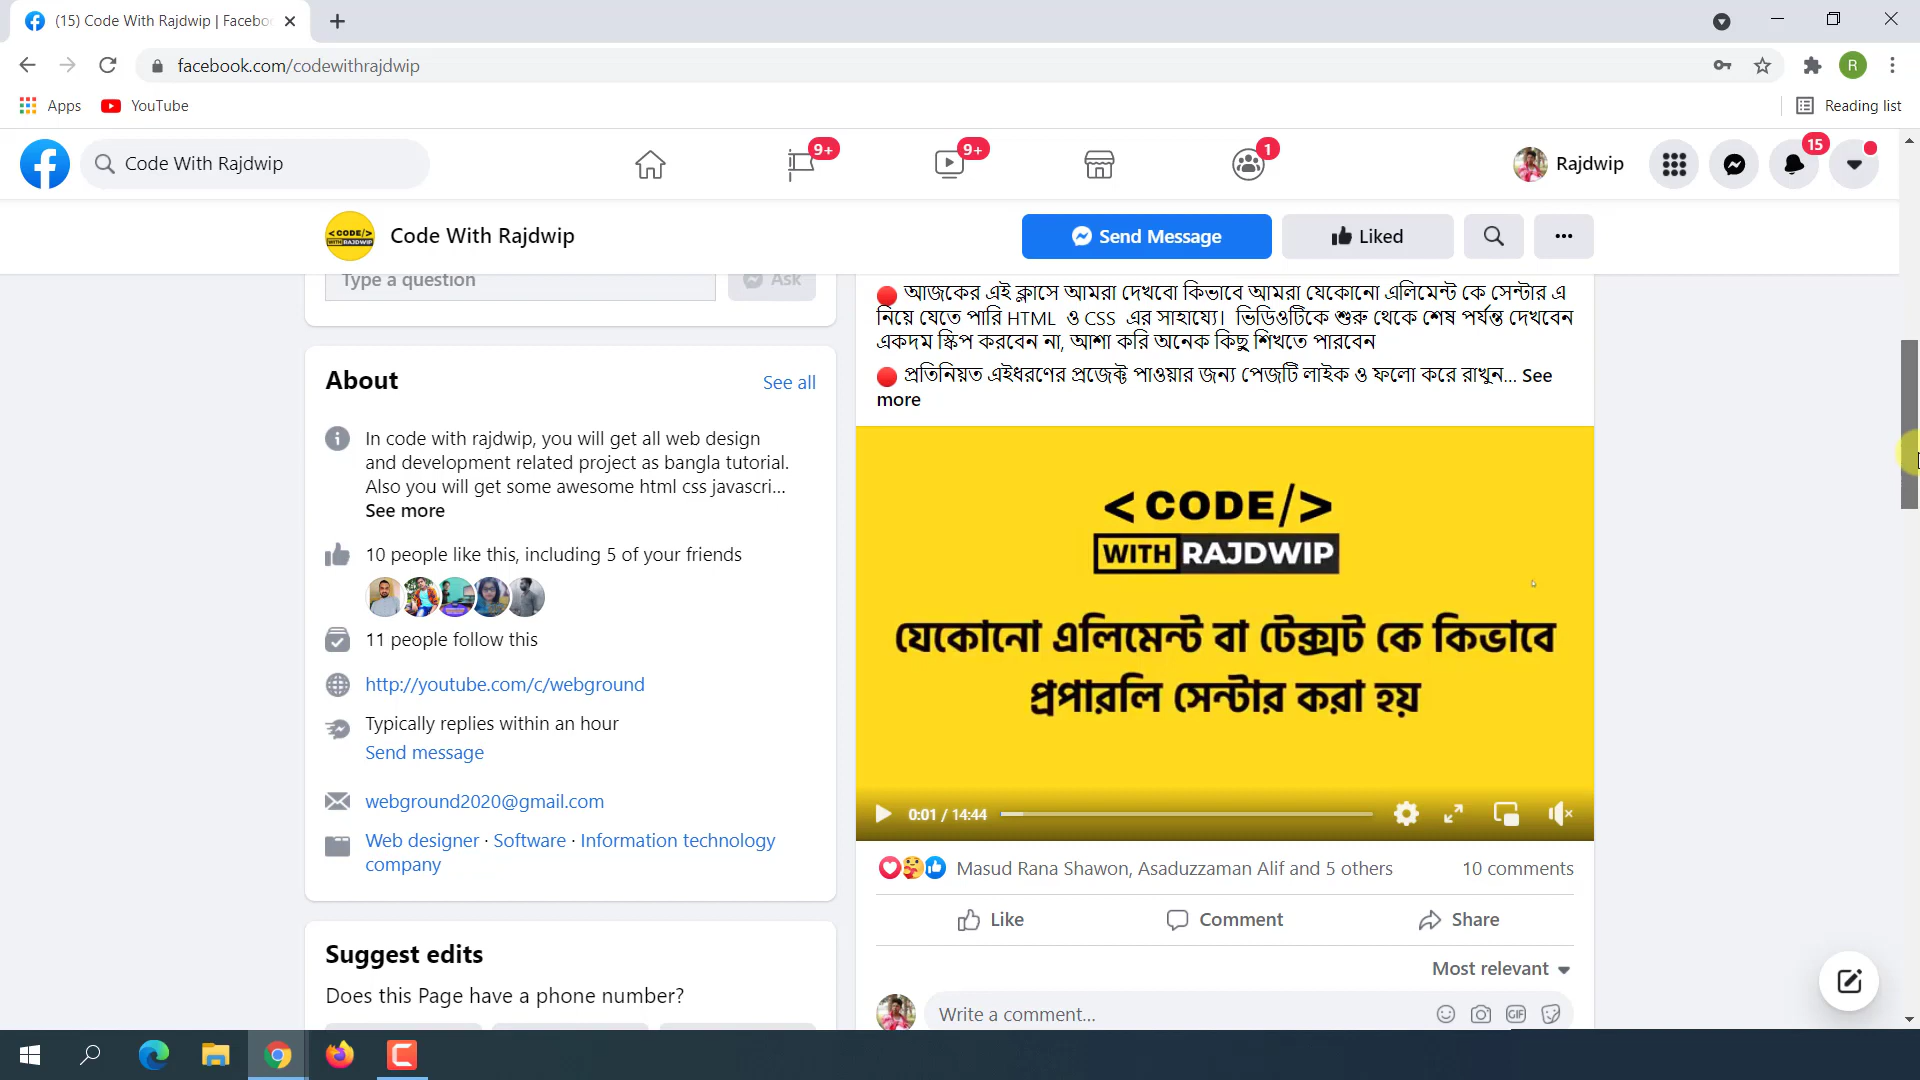 (15) Code With Rajdwip | Facebo
facebook.com/codewithrajdwip
R
Apps
YouTube
Reading list
Code With Rajdwip
9+
9+
1
Rajdwip
15
<CODE/>
WITH RAJDWIP
Code With Rajdwip
Send Message
Liked
Type a question
Ask
About
See all
In code with rajdwip, you will get all web design
and development related project as bangla tutorial.
Also you will get some awesome html css javascri...
See more
10 people like this, including 5 of your friends
11 people follow this
http://youtube.com/c/webground
Typically replies within an hour
Send message
webground2020@gmail.com
Web designer · Software · Information technology
company
Suggest edits
Does this Page have a phone number?
🔴 আজকের এই ক্লাসে আমরা দেখবো কিভাবে আমরা যেকোনো এলিমেন্ট কে সেন্টার এ
নিয়ে যেতে পারি HTML ও CSS এর সাহায্যে। ভিডিওটিকে শুরু থেকে শেষ পর্যন্ত দেখবেন
একদম স্কিপ করবেন না, আশা করি অনেক কিছু শিখতে পারবেন
🔴 প্রতিনিয়ত এইধরণের প্রজেক্ট পাওয়ার জন্য পেজটি লাইক ও ফলো করে রাখুন... See
more
<CODE/>
WITH RAJDWIP
যেকোনো এলিমেন্ট বা টেক্সট কে কিভাবে
প্রপারলি সেন্টার করা হয়
0:01 / 14:44
Masud Rana Shawon, Asaduzzaman Alif and 5 others
10 comments
Like
Comment
Share
Most relevant
Write a comment...
GIF